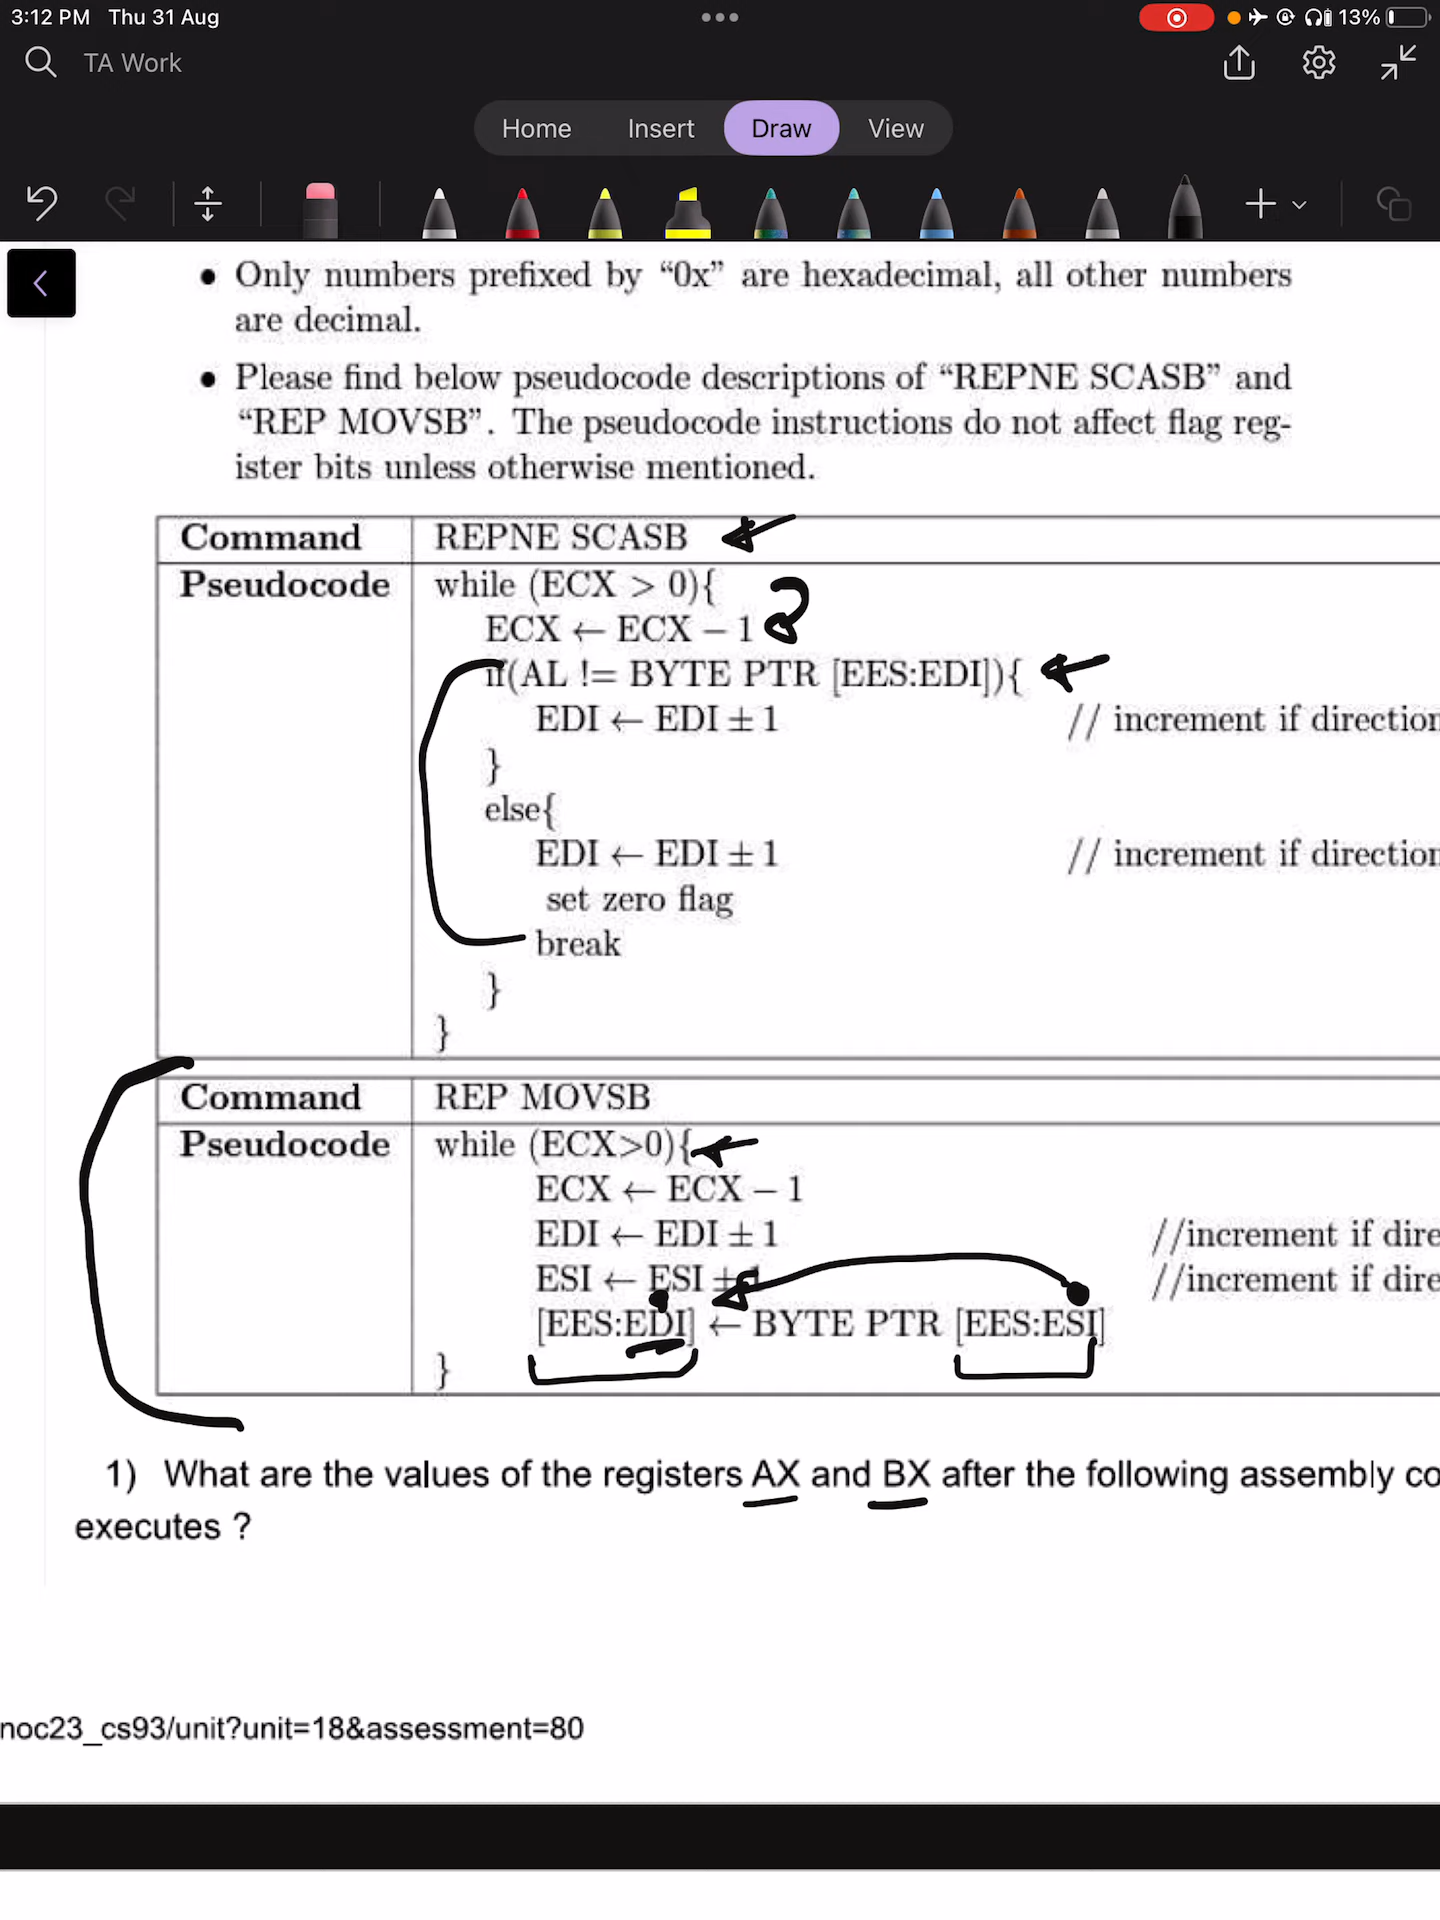 3:12 PM Thu 31 Aug
13%
TA Work
Home Insert Draw View
• Only numbers prefixed by “0x” are hexadecimal, all other numbers
are decimal.
• Please find below pseudocode descriptions of “REPNE SCASB” and
“REP MOVSB”. The pseudocode instructions do not affect flag reg-
ister bits unless otherwise mentioned.
Command REPNE SCASB
Pseudocode while (ECX > 0){
ECX ← ECX − 1
if(AL != BYTE PTR [EES:EDI]){
EDI ← EDI ± 1 // increment if direction
}
else{
EDI ← EDI ± 1 // increment if direction
set zero flag
break
}
}
Command REP MOVSB
Pseudocode while (ECX>0){
ECX ← ECX − 1
EDI ← EDI ± 1 //increment if dire
ESI ← ESI ± 1 //increment if dire
[EES:EDI] ← BYTE PTR [EES:ESI]
}
1) What are the values of the registers AX and BX after the following assembly co
executes ?
noc23_cs93/unit?unit=18&assessment=80